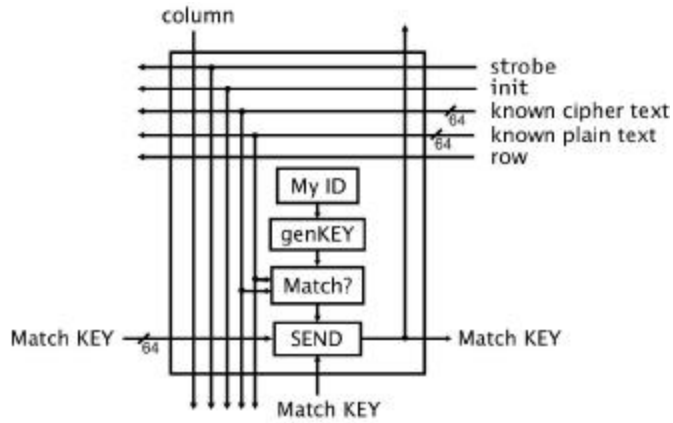 column
strobe
init
known cipher text
64
known plain text
64
row
My ID
genKEY
Match?
Match KEY
64
SEND
Match KEY
Match KEY